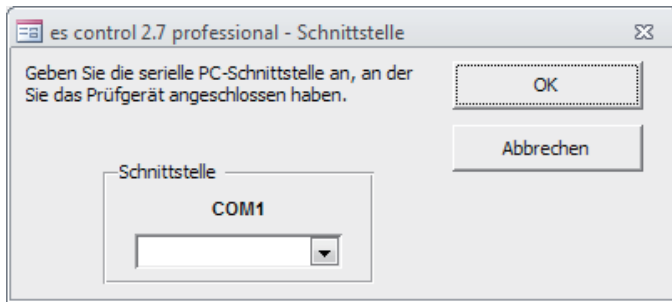 es control 2.7 professional - Schnittstelle
Geben Sie die serielle PC-Schnittstelle an, an der
Sie das Prüfgerät angeschlossen haben.
OK
Abbrechen
Schnittstelle
COM1